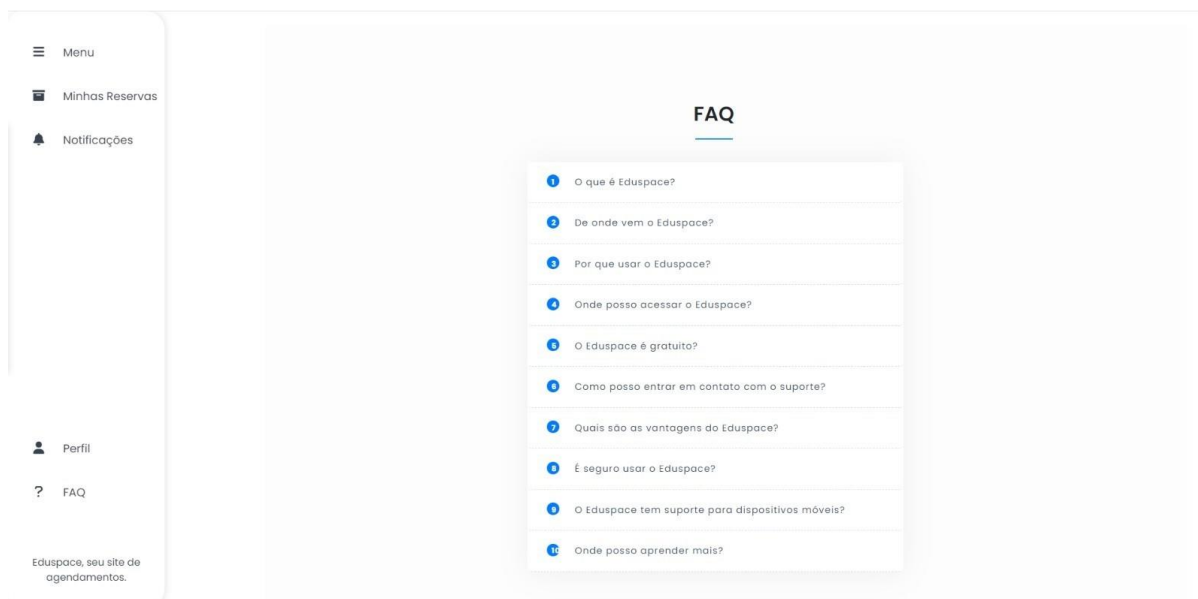 Menu
Minhas Reservas
Notificações
Perfil
? FAQ
Eduspace, seu site de
agendamentos.
FAQ
1 O que é Eduspace?
2 De onde vem o Eduspace?
3 Por que usar o Eduspace?
4 Onde posso acessar o Eduspace?
5 O Eduspace é gratuito?
6 Como posso entrar em contato com o suporte?
7 Quais são as vantagens do Eduspace?
8 É seguro usar o Eduspace?
9 O Eduspace tem suporte para dispositivos móveis?
10 Onde posso aprender mais?